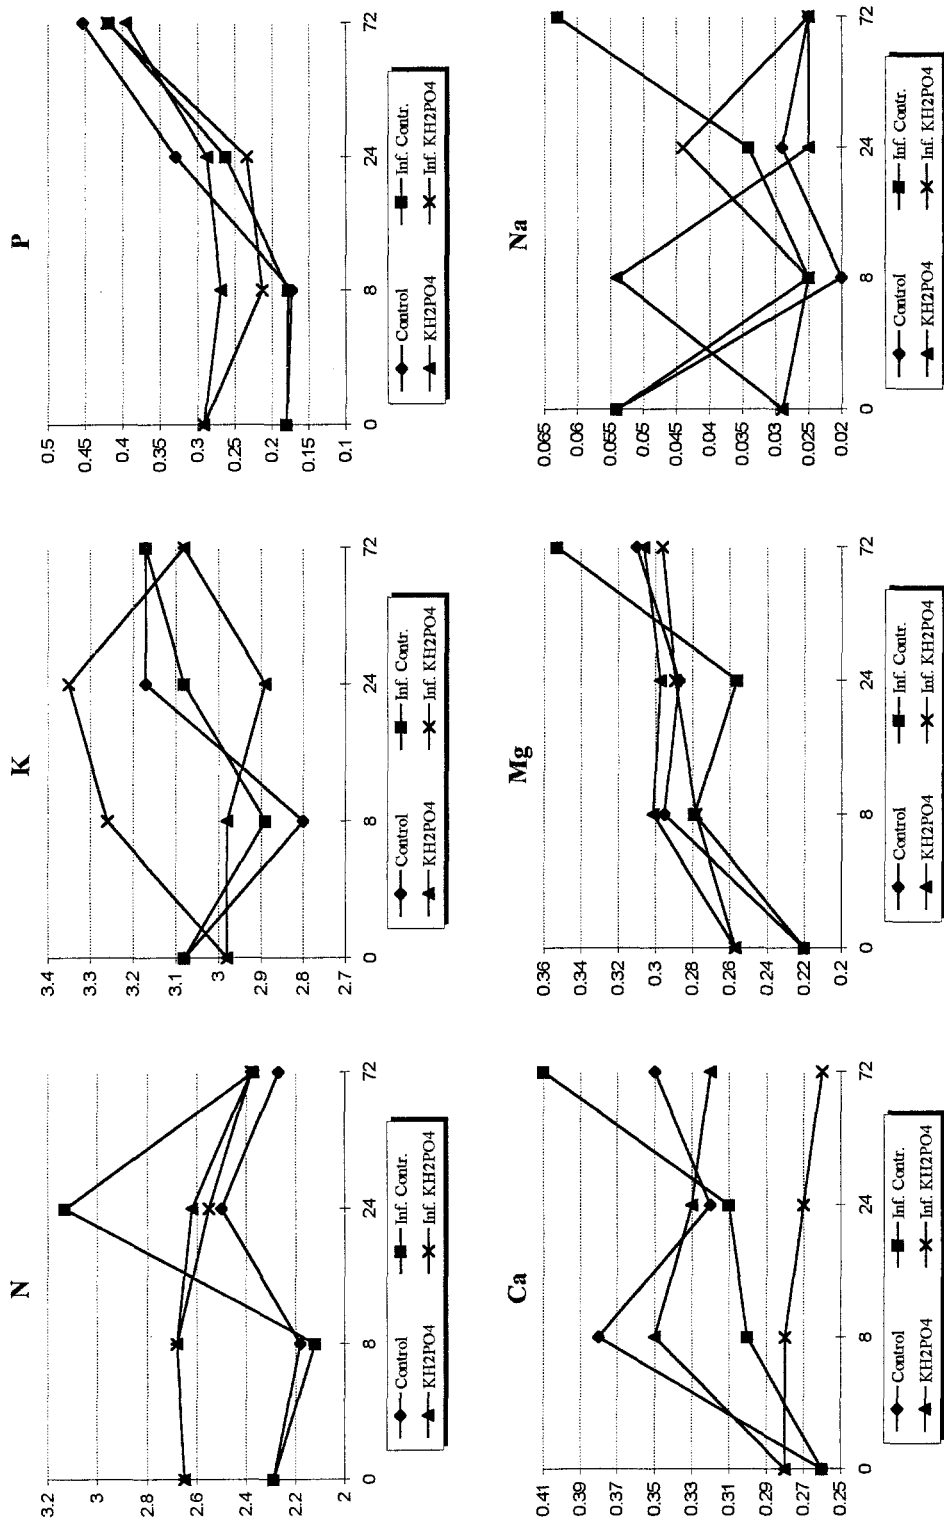 N
3.2
3
2.8
2.6
2.4
2.2
2
0
8
24
72
Control
Inf. Contr.
KH2PO4
Inf. KH2PO4
K
3.4
3.3
3.2
3.1
3
2.9
2.8
2.7
0
8
24
72
Control
Inf. Contr.
KH2PO4
Inf. KH2PO4
P
0.5
0.45
0.4
0.35
0.3
0.25
0.2
0.15
0.1
0
8
24
72
Control
Inf. Contr.
KH2PO4
Inf. KH2PO4
Ca
0.41
0.39
0.37
0.35
0.33
0.31
0.29
0.27
0.25
0
8
24
72
Control
Inf. Contr.
KH2PO4
Inf. KH2PO4
Mg
0.36
0.34
0.32
0.3
0.28
0.26
0.24
0.22
0.2
0
8
24
72
Control
Inf. Contr.
KH2PO4
Inf. KH2PO4
Na
0.065
0.06
0.055
0.05
0.045
0.04
0.035
0.03
0.025
0.02
0
8
24
72
Control
Inf. Contr.
KH2PO4
Inf. KH2PO4